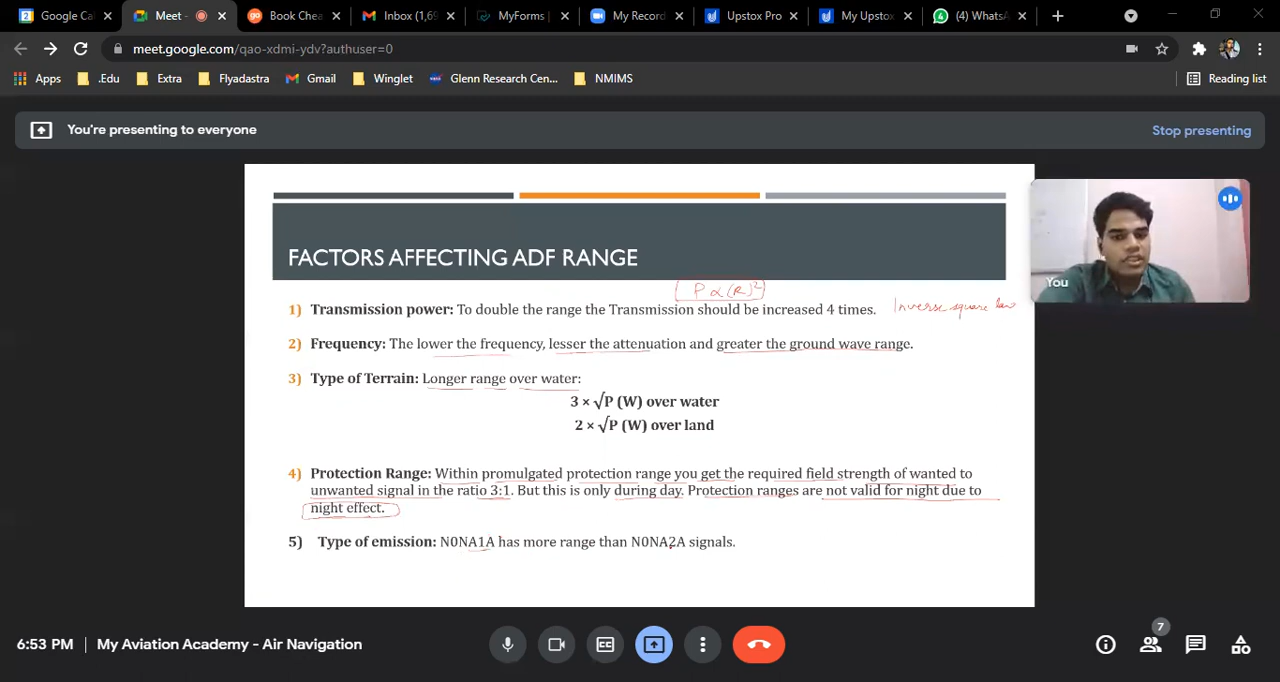 Google Ca
Meet -
Book Chea
Inbox (1,69
MyForms |
My Record
Upstox Pro
My Upsto
(4) Whats
meet.google.com/qao-xdmi-ydv?authuser=0
Apps .Edu Extra Flyadastra Gmail Winglet Glenn Research Cen... NMIMS Reading list
You're presenting to everyone
Stop presenting
FACTORS AFFECTING ADF RANGE
P ∝ (R)²
1) Transmission power: To double the range the Transmission should be increased 4 times.
Inverse square law
2) Frequency: The lower the frequency, lesser the attenuation and greater the ground wave range.
3) Type of Terrain: Longer range over water:
3 × √P (W) over water
2 × √P (W) over land
4) Protection Range: Within promulgated protection range you get the required field strength of wanted to
unwanted signal in the ratio 3:1. But this is only during day. Protection ranges are not valid for night due to
night effect.
5) Type of emission: N0NA1A has more range than N0NA2A signals.
You
6:53 PM | My Aviation Academy - Air Navigation
7